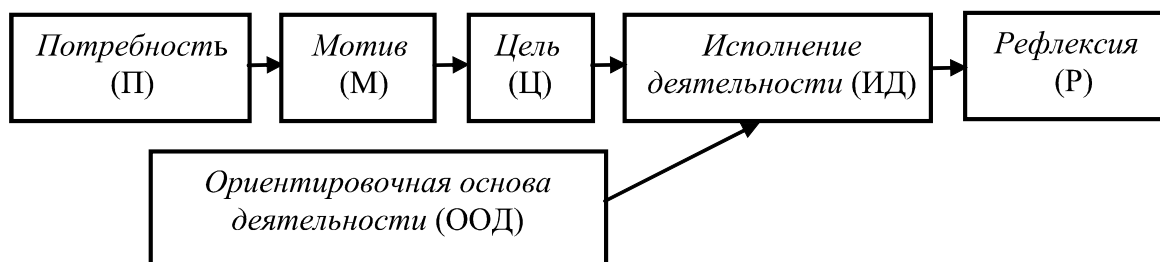 Потребность
(П)
Мотив
(М)
Цель
(Ц)
Исполнение
деятельности (ИД)
Рефлексия
(Р)
Ориентировочная основа
деятельности (ООД)